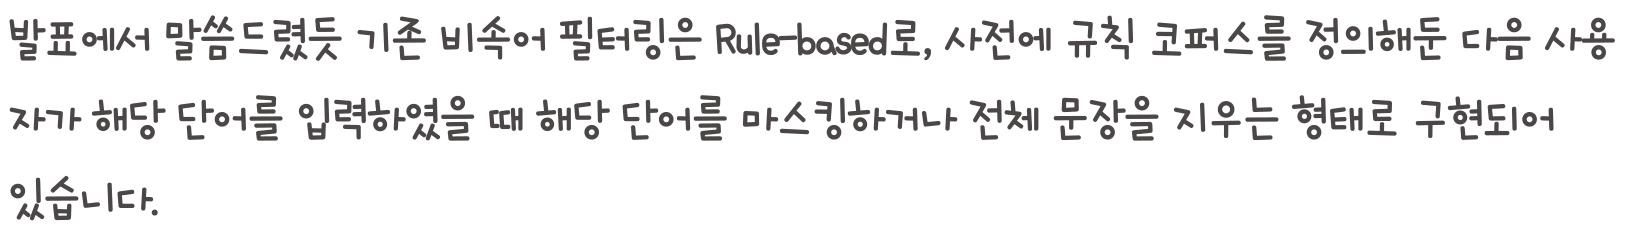 발표에서 말씀드렸듯 기존 비속어 필터링은 Rule-based로, 사전에 규칙 코퍼스를 정의해둔 다음 사용
자가 해당 단어를 입력하였을 때 해당 단어를 마스킹하거나 전체 문장을 지우는 형태로 구현되어
있습니다.